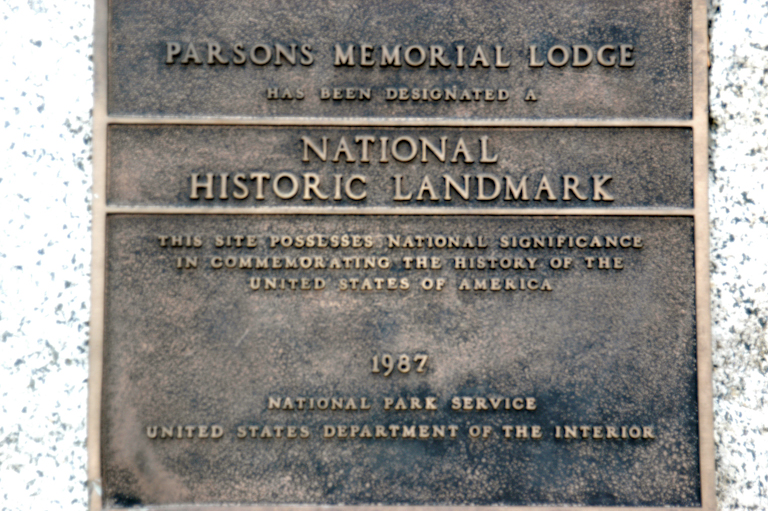 PARSONS MEMORIAL LODGE
HAS BEEN DESIGNATED A
NATIONAL
HISTORIC LANDMARK
THIS SITE POSSESSES NATIONAL SIGNIFICANCE
IN COMMEMORATING THE HISTORY OF THE
UNITED STATES OF AMERICA
1987
NATIONAL PARK SERVICE
UNITED STATES DEPARTMENT OF THE INTERIOR